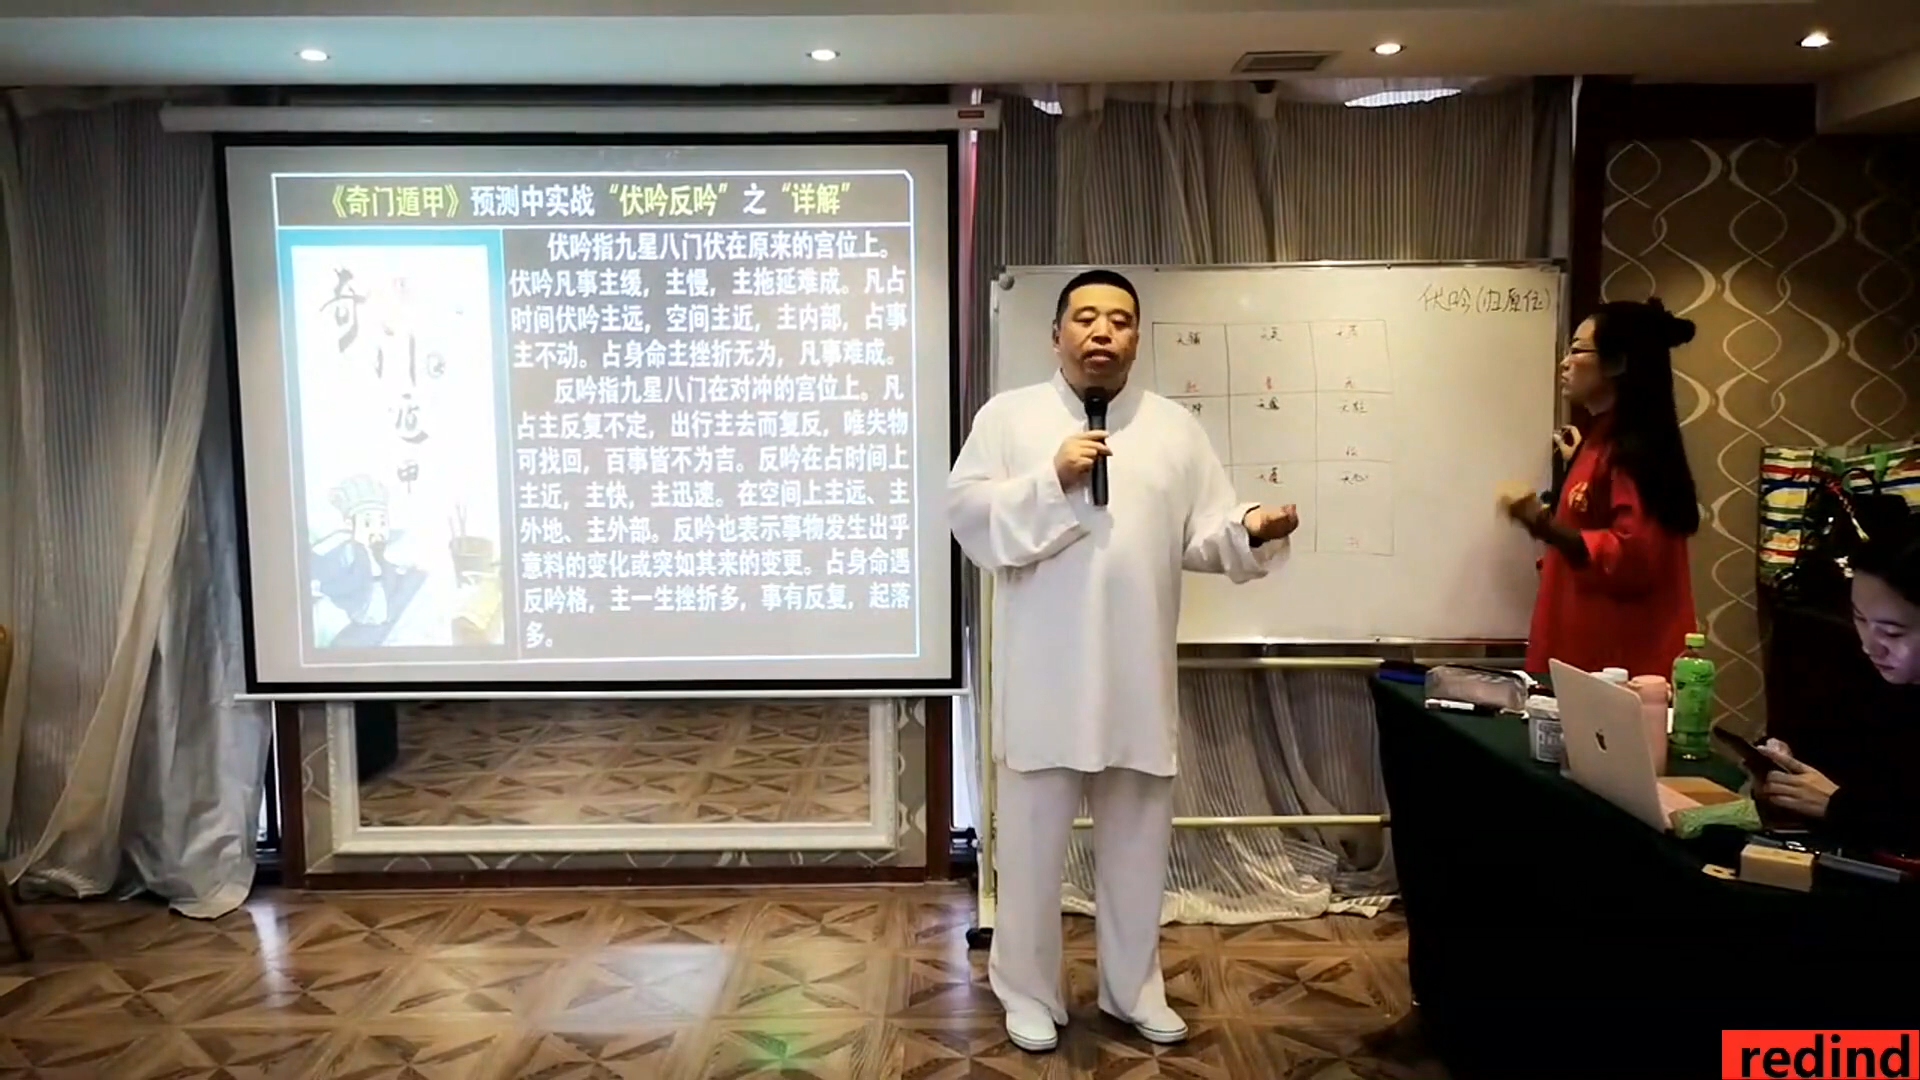 《奇门遁甲》预测中实战“伏吟反吟”之“详解”
奇
门
遁
甲
伏吟指九星八门伏在原来的宫位上。
伏吟凡事主缓，主慢，主拖延难成。凡占
时间伏吟主远，空间主近，主内部，占事
主不动。占身命主挫折无为，凡事难成。
反吟指九星八门在对冲的宫位上。凡
占主反复不定，出行主去而复反，唯失物
可找回，百事皆不为吉。反吟在占时间上
主近，主快，主迅速。在空间上主远、主
外地、主外部。反吟也表示事物发生出乎
意料的变化或突如其来的变更。占身命遇
反吟格，主一生挫折多，事有反复，起落
多。
伏吟(归原位)
天辅
redind